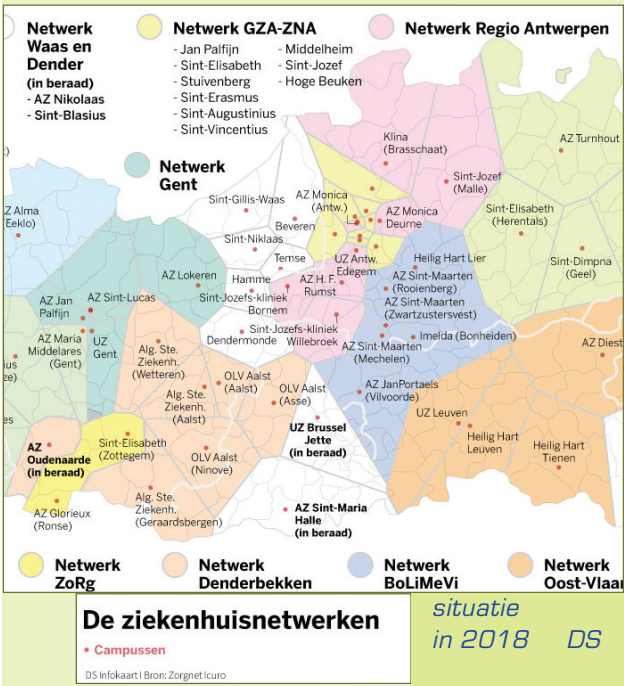 Netwerk
Waas en
Dender
(in beraad)
- AZ Nikolaas
- Sint-Blasius
Netwerk GZA-ZNA
- Jan Palfijn
- Sint-Elisabeth
- Stuivenberg
- Sint-Erasmus
- Sint-Augustinius
- Sint-Vincentius
- Middelheim
- Sint-Jozef
- Hoge Beuken
Netwerk Regio Antwerpen
Netwerk
Gent
Klina
(Brasschaat)
AZ Turnhout
Sint-Jozef
(Malle)
Sint-Gillis-Waas
AZ Monica
(Antw.)
Beveren
AZ Monica
Deurne
Sint-Elisabeth
(Herentals)
Z Alma
(Eeklo)
Sint-Niklaas
UZ Antw.
Edegem
Heilig Hart Lier
Sint-Dimpna
(Geel)
Temse
AZ Lokeren
Hamme
AZ H. F.
Rumst
AZ Sint-Maarten
(Rooienberg)
Sint-Jozefs-kliniek
Bornem
AZ Sint-Maarten
(Zwartzustersvest)
AZ Jan
Palfijn
AZ Sint-Lucas
AZ Maria
Middelares
(Gent)
UZ
Gent
Dendermonde
Sint-Jozefs-kliniek
Willebroek
AZ Sint-Maarten
(Mechelen)
Imelda (Bonheiden)
AZ Diest
ius
ze)
Alg. Ste.
Ziekenh.
(Wetteren)
OLV Aalst
(Aalst)
OLV Aalst
(Asse)
AZ JanPortaels
(Vilvoorde)
Alg. Ste.
Ziekenh.
(Aalst)
UZ Leuven
Heilig Hart
Leuven
Heilig Hart
Tienen
es
AZ
Oudenaarde
(in beraad)
Sint-Elisabeth
(Zottegem)
OLV Aalst
(Ninove)
UZ Brussel
Jette
(in beraad)
AZ Glorieux
(Ronse)
Alg. Ste.
Ziekenh.
(Geraardsbergen)
AZ Sint-Maria
Halle
(in beraad)
Netwerk
ZoRg
Netwerk
Denderbekken
Netwerk
BoLiMeVi
Netwerk
Oost-Vlaar
De ziekenhuisnetwerken
• Campussen
DS Infokaart I Bron: Zorgnet Icuro
situatie
in 2018 DS